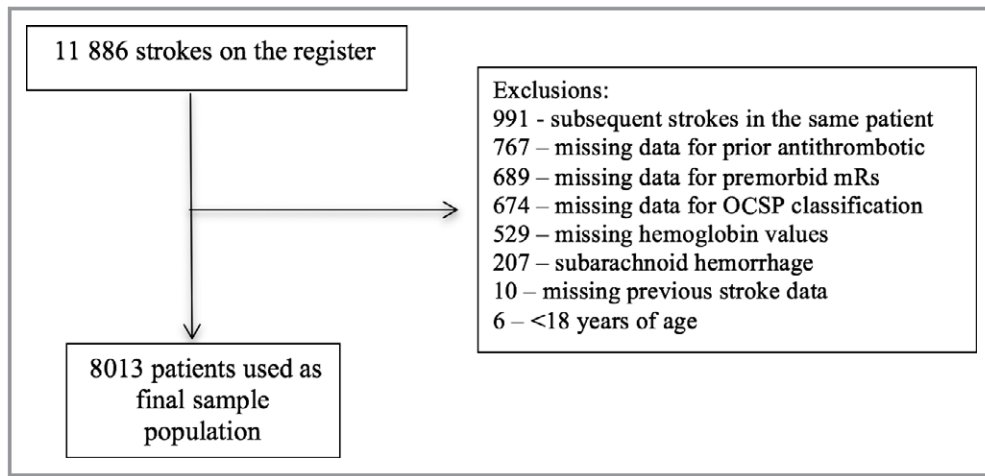 11 886 strokes on the register
Exclusions:
991 - subsequent strokes in the same patient
767 – missing data for prior antithrombotic
689 – missing data for premorbid mRs
674 – missing data for OCSP classification
529 – missing hemoglobin values
207 – subarachnoid hemorrhage
10 – missing previous stroke data
6 – <18 years of age
8013 patients used as
final sample
population